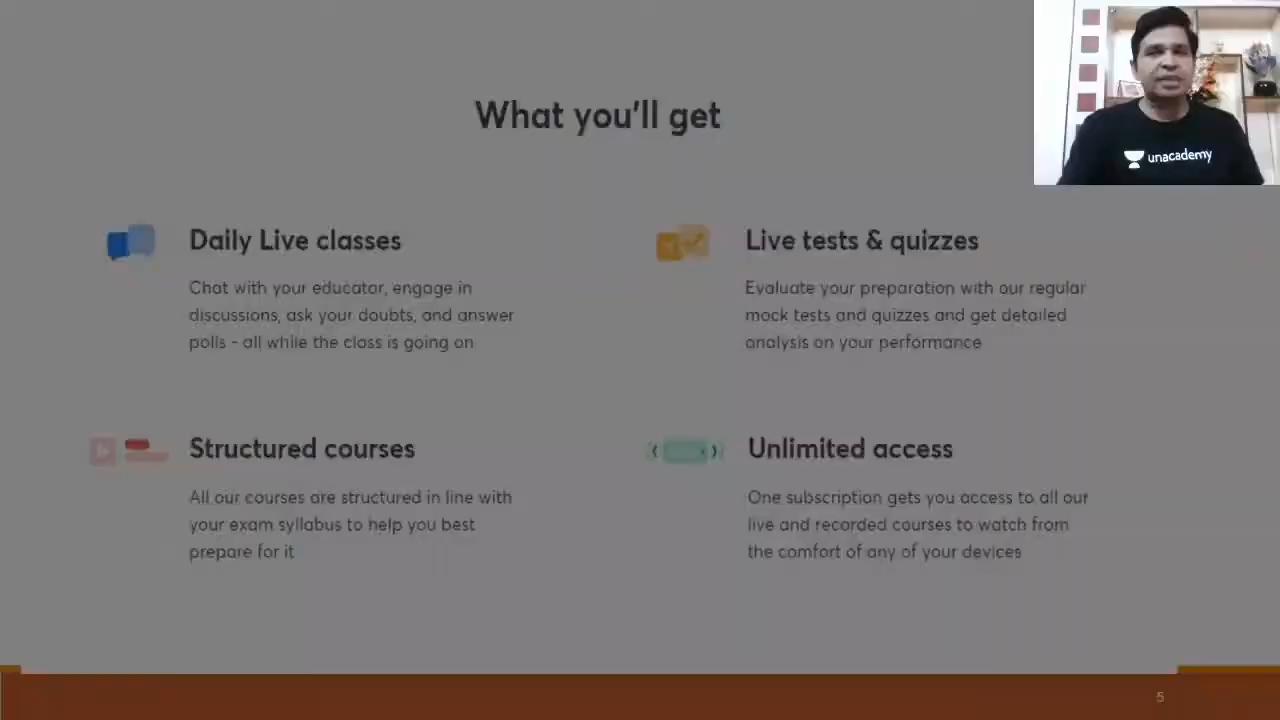 What you'll get
unacademy
Daily Live classes
Chat with your educator, engage in
discussions, ask your doubts, and answer
polls - all while the class is going on
Live tests & quizzes
Evaluate your preparation with our regular
mock tests and quizzes and get detailed
analysis on your performance
Structured courses
All our courses are structured in line with
your exam syllabus to help you best
prepare for it
Unlimited access
One subscription gets you access to all our
live and recorded courses to watch from
the comfort of any of your devices
5